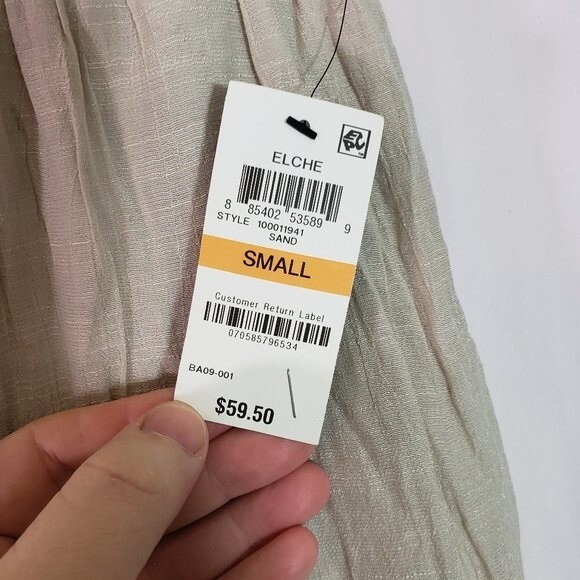 ELCHE
8 85402 53589 9
STYLE 100011941
SAND
SMALL
Customer Return Label
070585796534
BA09-001
$59.50